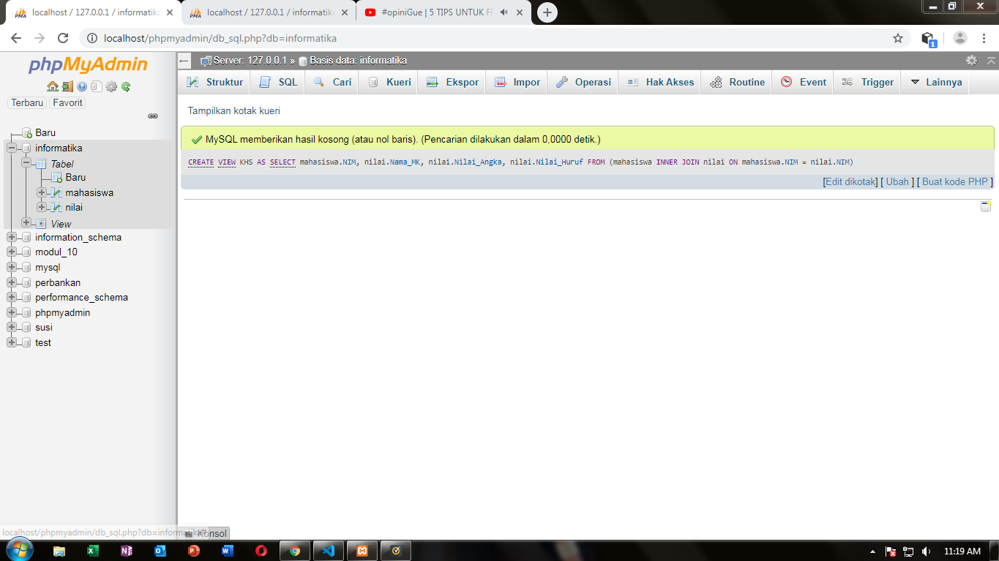 localhost / 127.0.0.1 / informatika
localhost / 127.0.0.1 / informatika
#opiniGue | 5 TIPS UNTUK FR
localhost/phpmyadmin/db_sql.php?db=informatika
1
phpMyAdmin
Terbaru Favorit
Baru
informatika
Tabel
Baru
mahasiswa
nilai
View
information_schema
modul_10
mysql
perbankan
performance_schema
phpmyadmin
susi
test
Server: 127.0.0.1 » Basis data: informatika
Struktur SQL Cari Kueri Ekspor Impor Operasi Hak Akses Routine Event Trigger Lainnya
Tampilkan kotak kueri
MySQL memberikan hasil kosong (atau nol baris). (Pencarian dilakukan dalam 0,0000 detik.)
CREATE VIEW KHS AS SELECT mahasiswa.NIM, nilai.Nama_MK, nilai.Nilai_Angka, nilai.Nilai_Huruf FROM (mahasiswa INNER JOIN nilai ON mahasiswa.NIM = nilai.NIM)
[Edit dikotak] [ Ubah ] [ Buat kode PHP ]
localhost/phpmyadmin/db_sql.php?db=informatika#
Konsol
11:19 AM